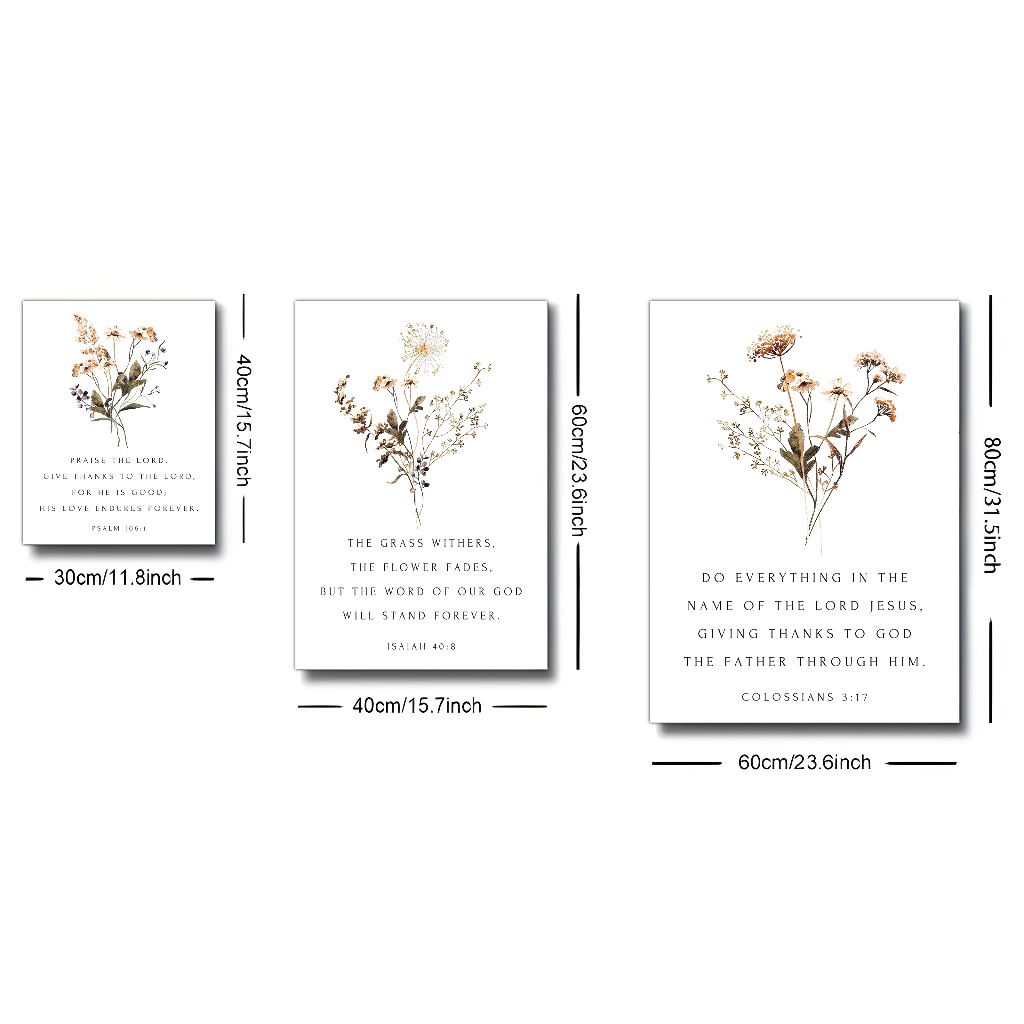 PRAISE THE LORD.
GIVE THANKS TO THE LORD,
FOR HE IS GOOD;
HIS LOVE ENDURES FOREVER.
PSALM 106:1
40cm/15.7inch
30cm/11.8inch
THE GRASS WITHERS,
THE FLOWER FADES,
BUT THE WORD OF OUR GOD
WILL STAND FOREVER.
ISAIAH 40:8
60cm/23.6inch
40cm/15.7inch
DO EVERYTHING IN THE
NAME OF THE LORD JESUS,
GIVING THANKS TO GOD
THE FATHER THROUGH HIM.
COLOSSIANS 3:17
80cm/31.5inch
60cm/23.6inch